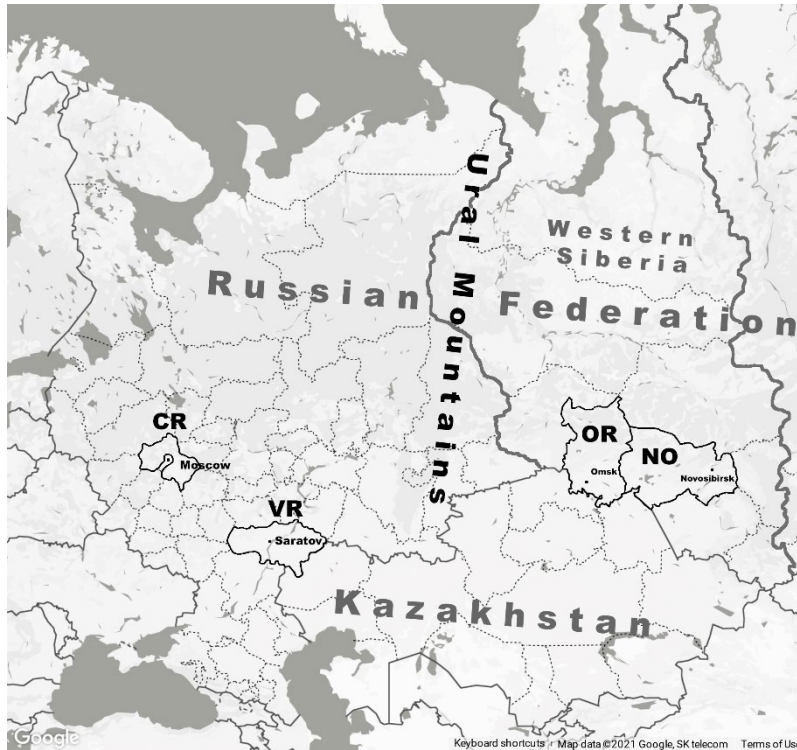 Ural Mountains
Western
Siberia
Russian Federation
CR
Moscow
OR
NO
Omsk
Novosibirsk
VR
Saratov
Kazakhstan
Google
Keyboard shortcuts Map data ©2021 Google, SK telecom Terms of Us